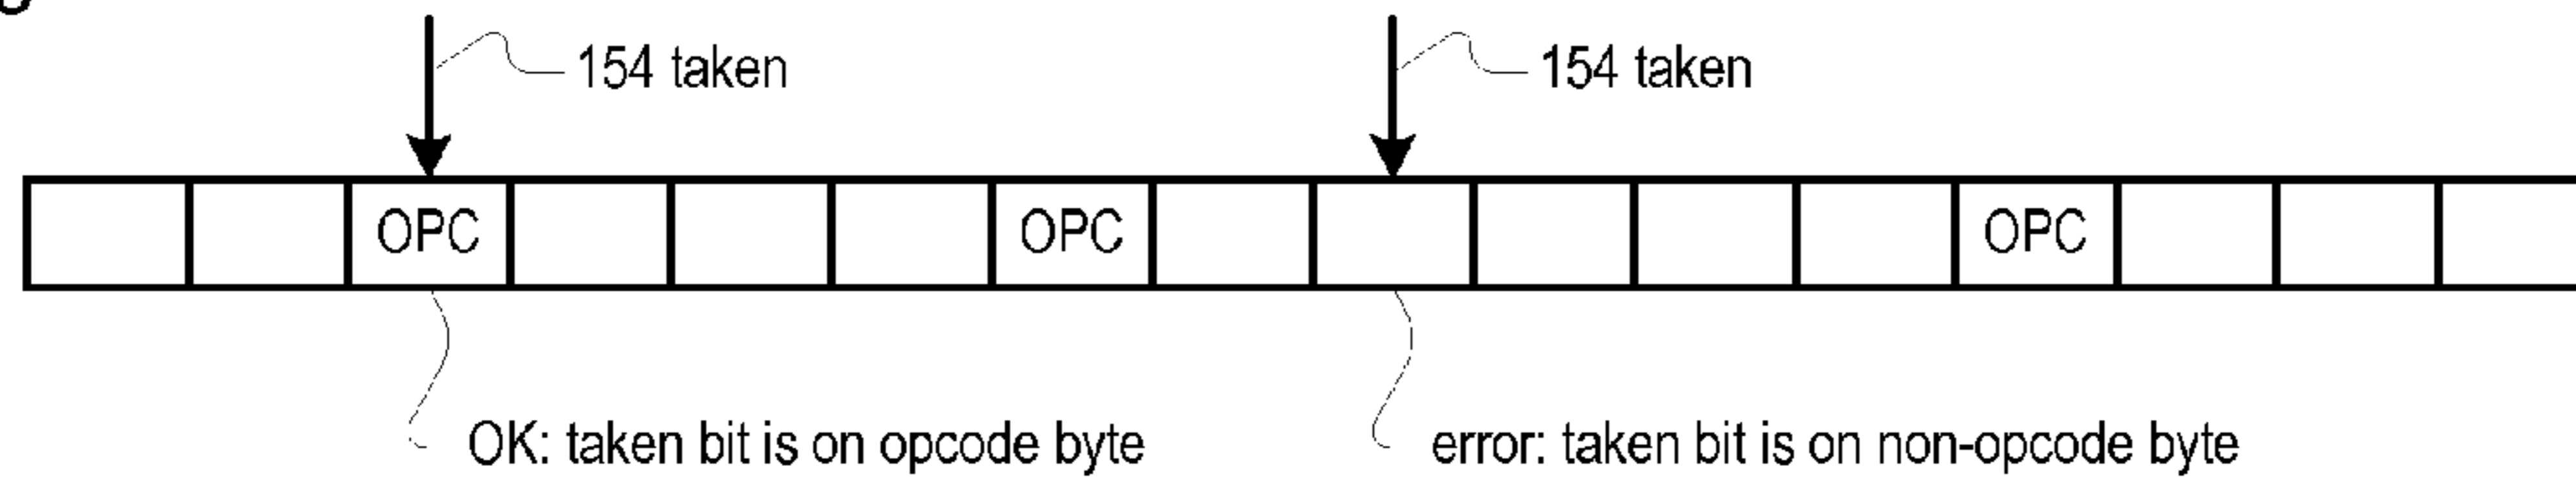 154 taken
154 taken
OPC
OPC
OPC
OK: taken bit is on opcode byte
error: taken bit is on non-opcode byte